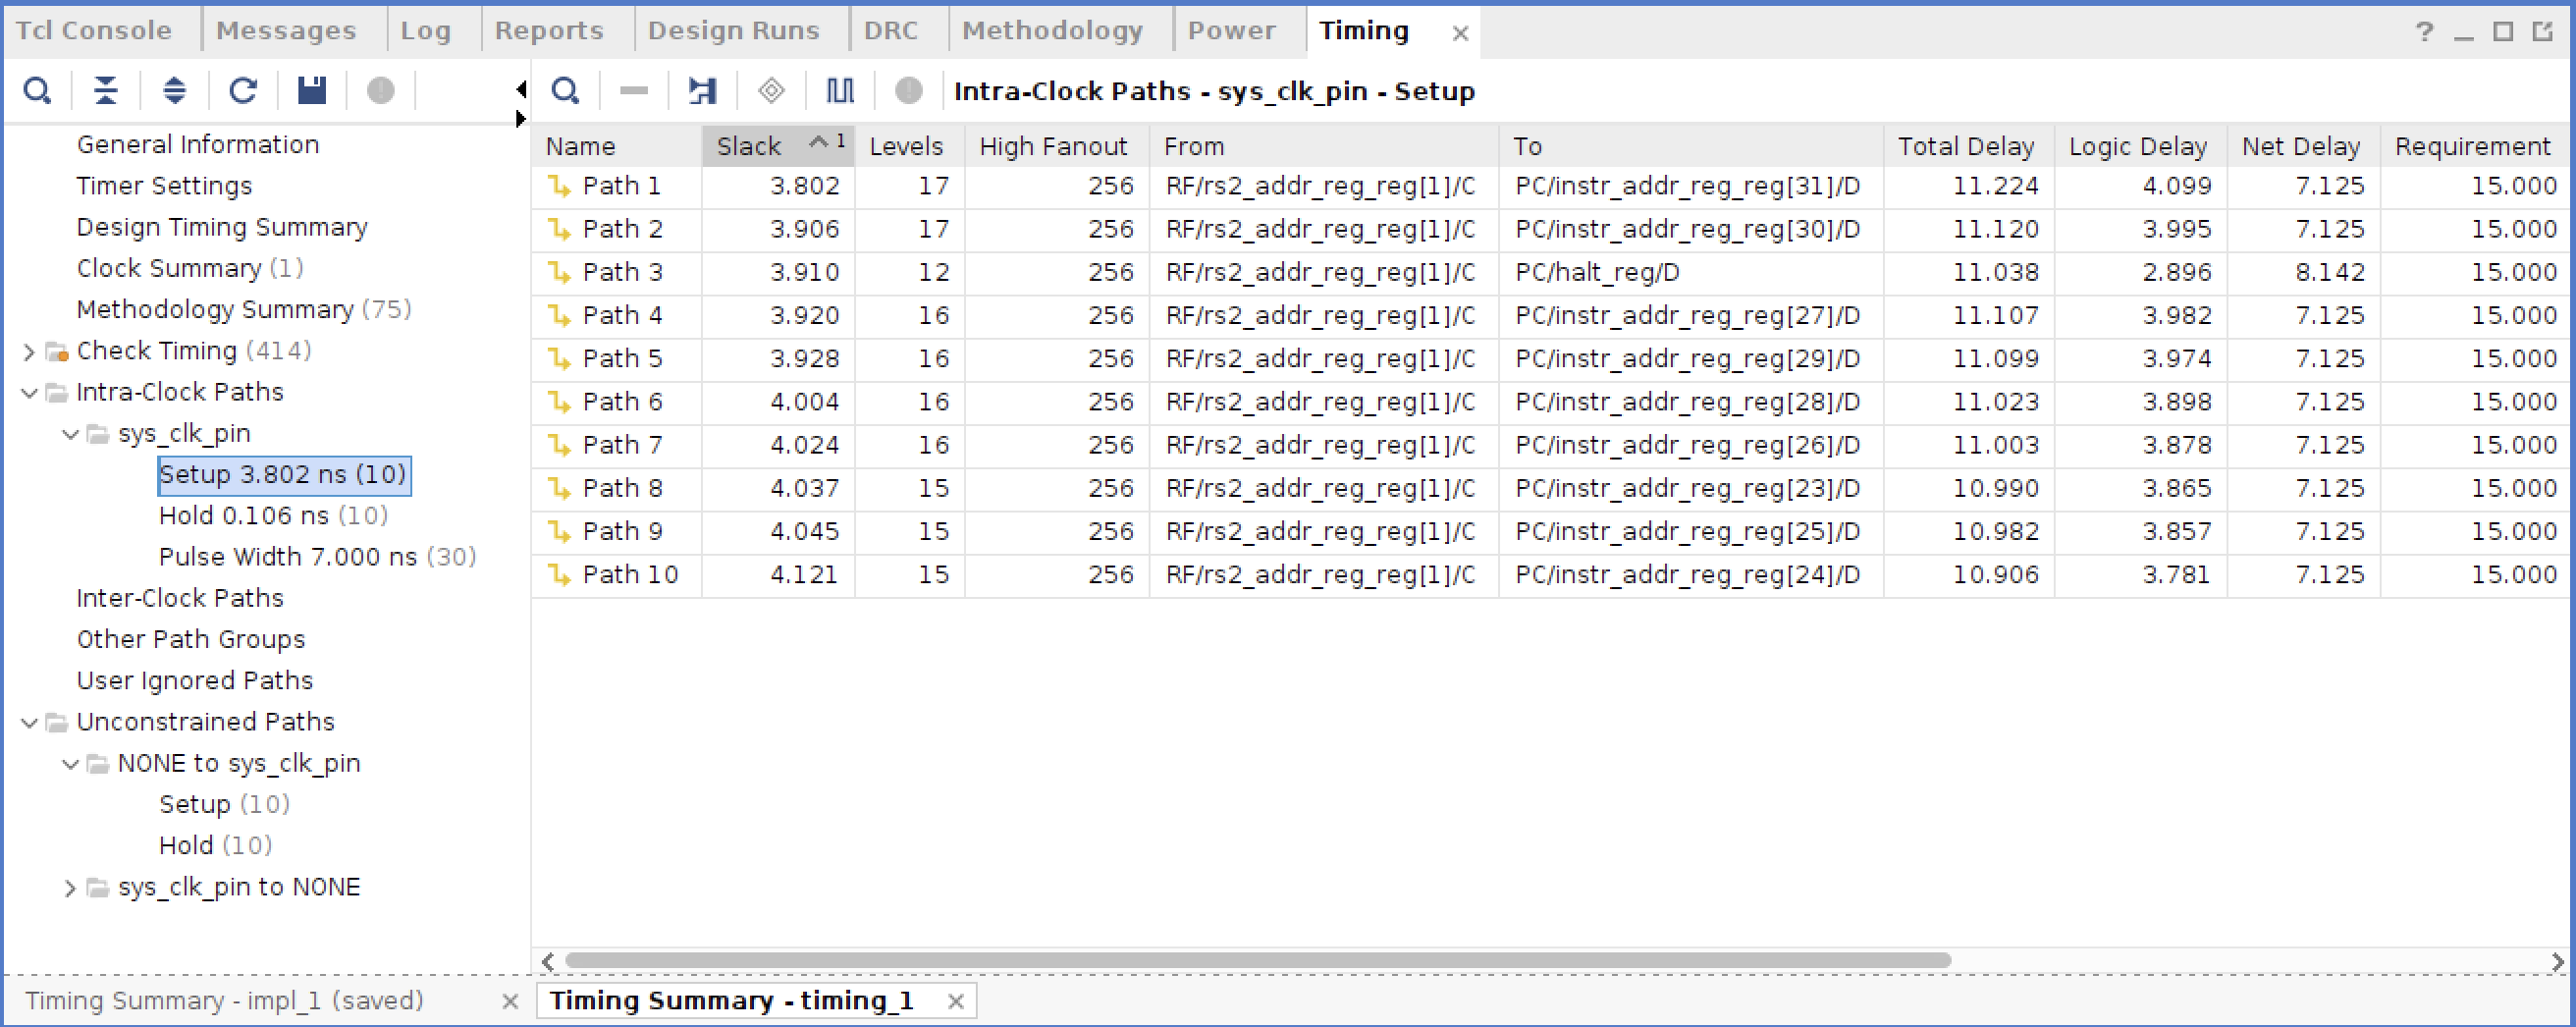 Tcl Console Messages Log Reports Design Runs DRC Methodology Power Timing
Intra-Clock Paths - sys_clk_pin - Setup
General Information
Timer Settings
Design Timing Summary
Clock Summary (1)
Methodology Summary (75)
Check Timing (414)
Intra-Clock Paths
sys_clk_pin
Setup 3.802 ns (10)
Hold 0.106 ns (10)
Pulse Width 7.000 ns (30)
Inter-Clock Paths
Other Path Groups
User Ignored Paths
Unconstrained Paths
NONE to sys_clk_pin
Setup (10)
Hold (10)
sys_clk_pin to NONE
Name Slack 1 Levels High Fanout From To Total Delay Logic Delay Net Delay Requirement
Path 1 3.802 17 256 RF/rs2_addr_reg_reg[1]/C PC/instr_addr_reg_reg[31]/D 11.224 4.099 7.125 15.000
Path 2 3.906 17 256 RF/rs2_addr_reg_reg[1]/C PC/instr_addr_reg_reg[30]/D 11.120 3.995 7.125 15.000
Path 3 3.910 12 256 RF/rs2_addr_reg_reg[1]/C PC/halt_reg/D 11.038 2.896 8.142 15.000
Path 4 3.920 16 256 RF/rs2_addr_reg_reg[1]/C PC/instr_addr_reg_reg[27]/D 11.107 3.982 7.125 15.000
Path 5 3.928 16 256 RF/rs2_addr_reg_reg[1]/C PC/instr_addr_reg_reg[29]/D 11.099 3.974 7.125 15.000
Path 6 4.004 16 256 RF/rs2_addr_reg_reg[1]/C PC/instr_addr_reg_reg[28]/D 11.023 3.898 7.125 15.000
Path 7 4.024 16 256 RF/rs2_addr_reg_reg[1]/C PC/instr_addr_reg_reg[26]/D 11.003 3.878 7.125 15.000
Path 8 4.037 15 256 RF/rs2_addr_reg_reg[1]/C PC/instr_addr_reg_reg[23]/D 10.990 3.865 7.125 15.000
Path 9 4.045 15 256 RF/rs2_addr_reg_reg[1]/C PC/instr_addr_reg_reg[25]/D 10.982 3.857 7.125 15.000
Path 10 4.121 15 256 RF/rs2_addr_reg_reg[1]/C PC/instr_addr_reg_reg[24]/D 10.906 3.781 7.125 15.000
Timing Summary - impl_1 (saved) Timing Summary - timing_1